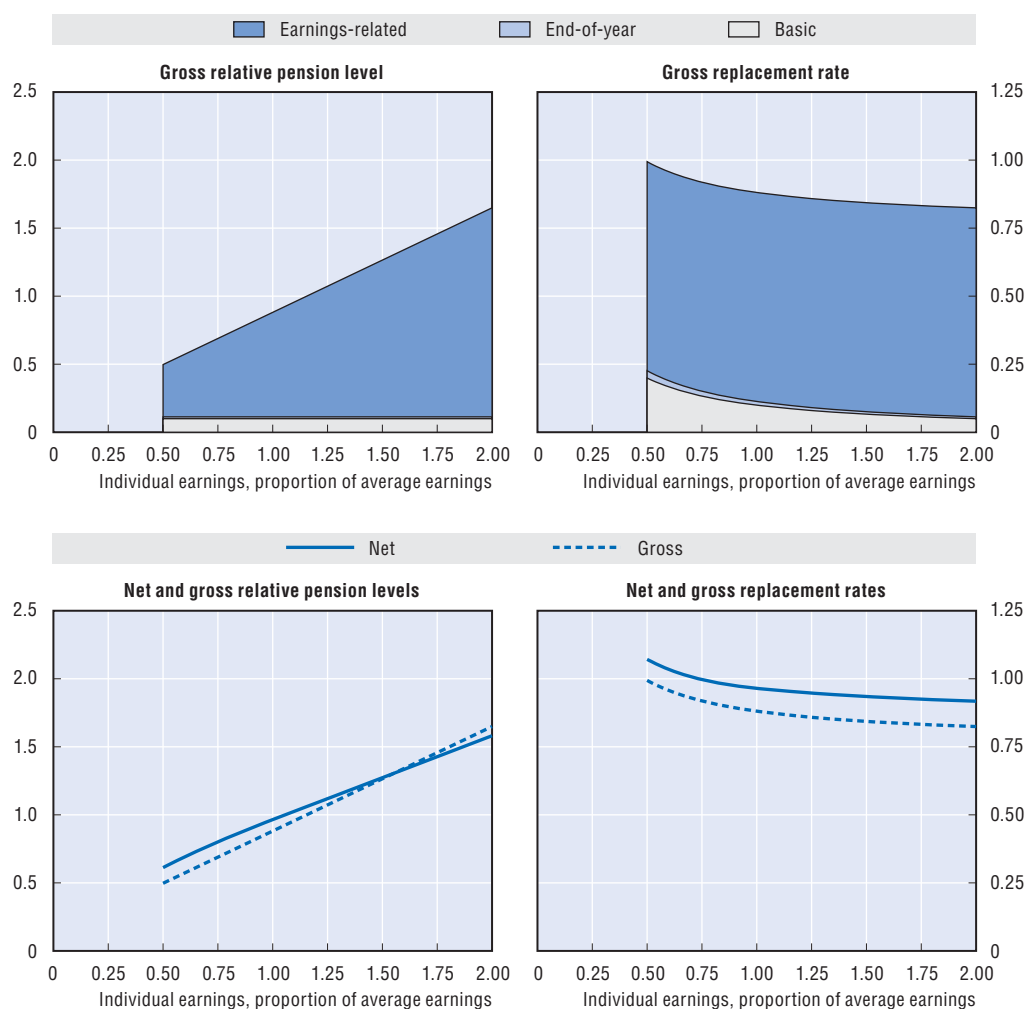 Earnings-related End-of-year Basic
Gross relative pension level Gross replacement rate
2.5 1.25
2.0 1.00
1.5 0.75
1.0 0.50
0.5 0.25
0 0
0 0.25 0.50 0.75 1.00 1.25 1.50 1.75 2.00 0 0.25 0.50 0.75 1.00 1.25 1.50 1.75 2.00
Individual earnings, proportion of average earnings Individual earnings, proportion of average earnings
Net Gross
Net and gross relative pension levels Net and gross replacement rates
2.5 1.25
2.0 1.00
1.5 0.75
1.0 0.50
0.5 0.25
0 0
0 0.25 0.50 0.75 1.00 1.25 1.50 1.75 2.00 0 0.25 0.50 0.75 1.00 1.25 1.50 1.75 2.00
Individual earnings, proportion of average earnings Individual earnings, proportion of average earnings